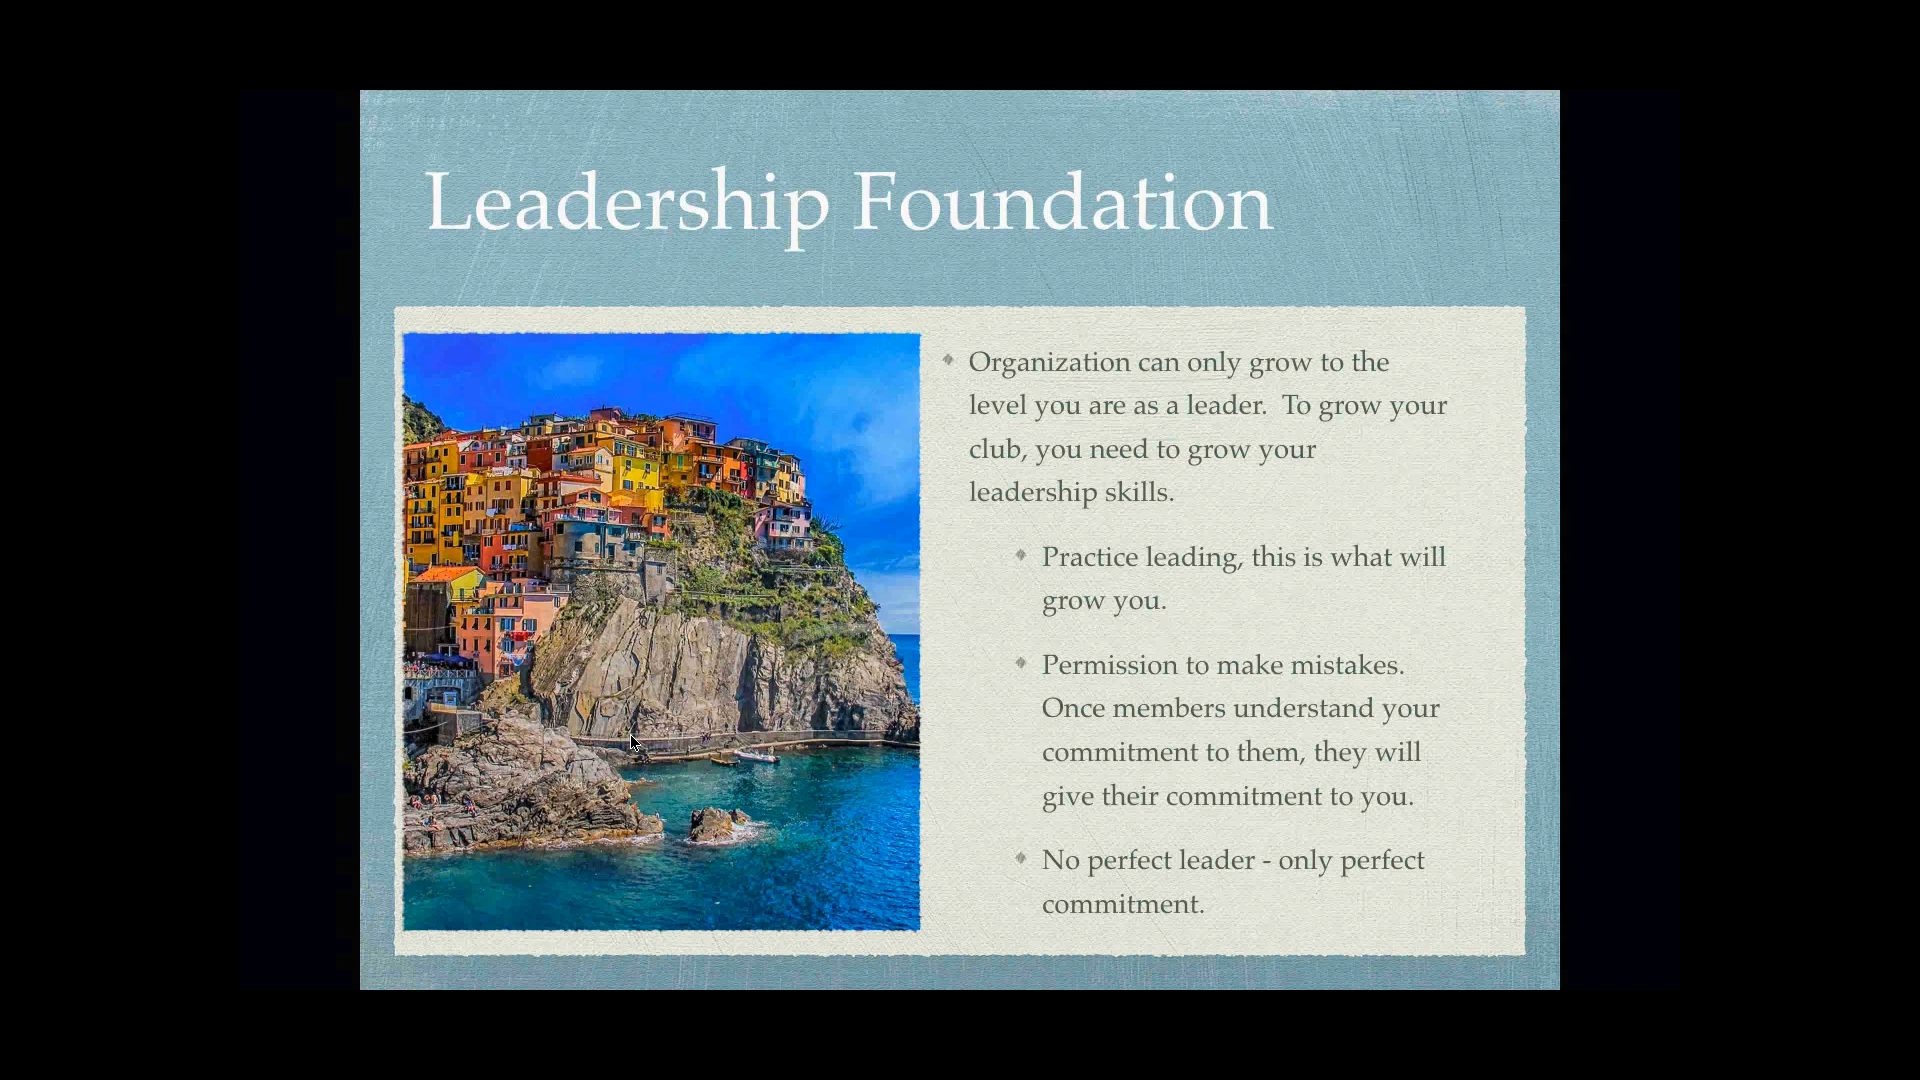 Leadership Foundation
Organization can only grow to the
level you are as a leader.  To grow your
club, you need to grow your
leadership skills.
Practice leading, this is what will
grow you.
Permission to make mistakes.
Once members understand your
commitment to them, they will
give their commitment to you.
No perfect leader - only perfect
commitment.